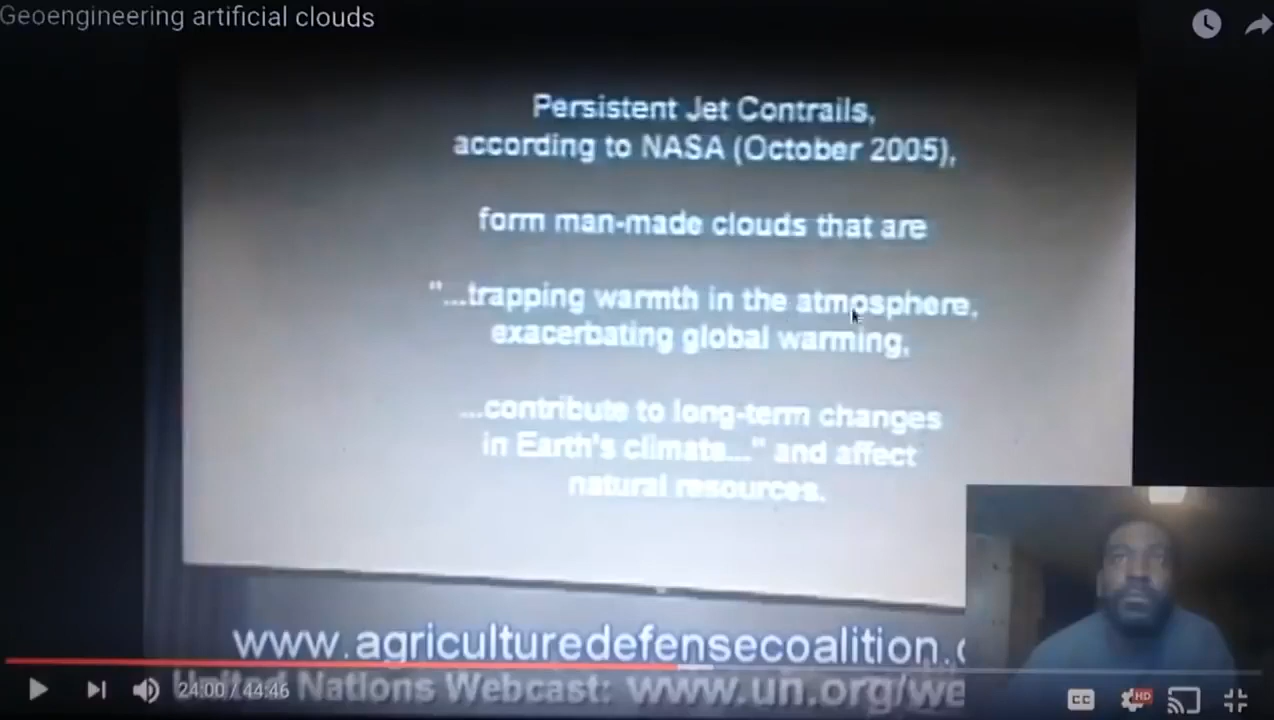 Geoengineering artificial clouds
Persistent Jet Contrails,
according to NASA (October 2005),
form man-made clouds that are
"...trapping warmth in the atmosphere,
exacerbating global warming,
...contribute to long-term changes
in Earth's climate..." and affect
natural resources.
www.agriculturedefensecoalition.
United Nations Webcast: www.un.org/we
24:00 / 44:46
CC
HD